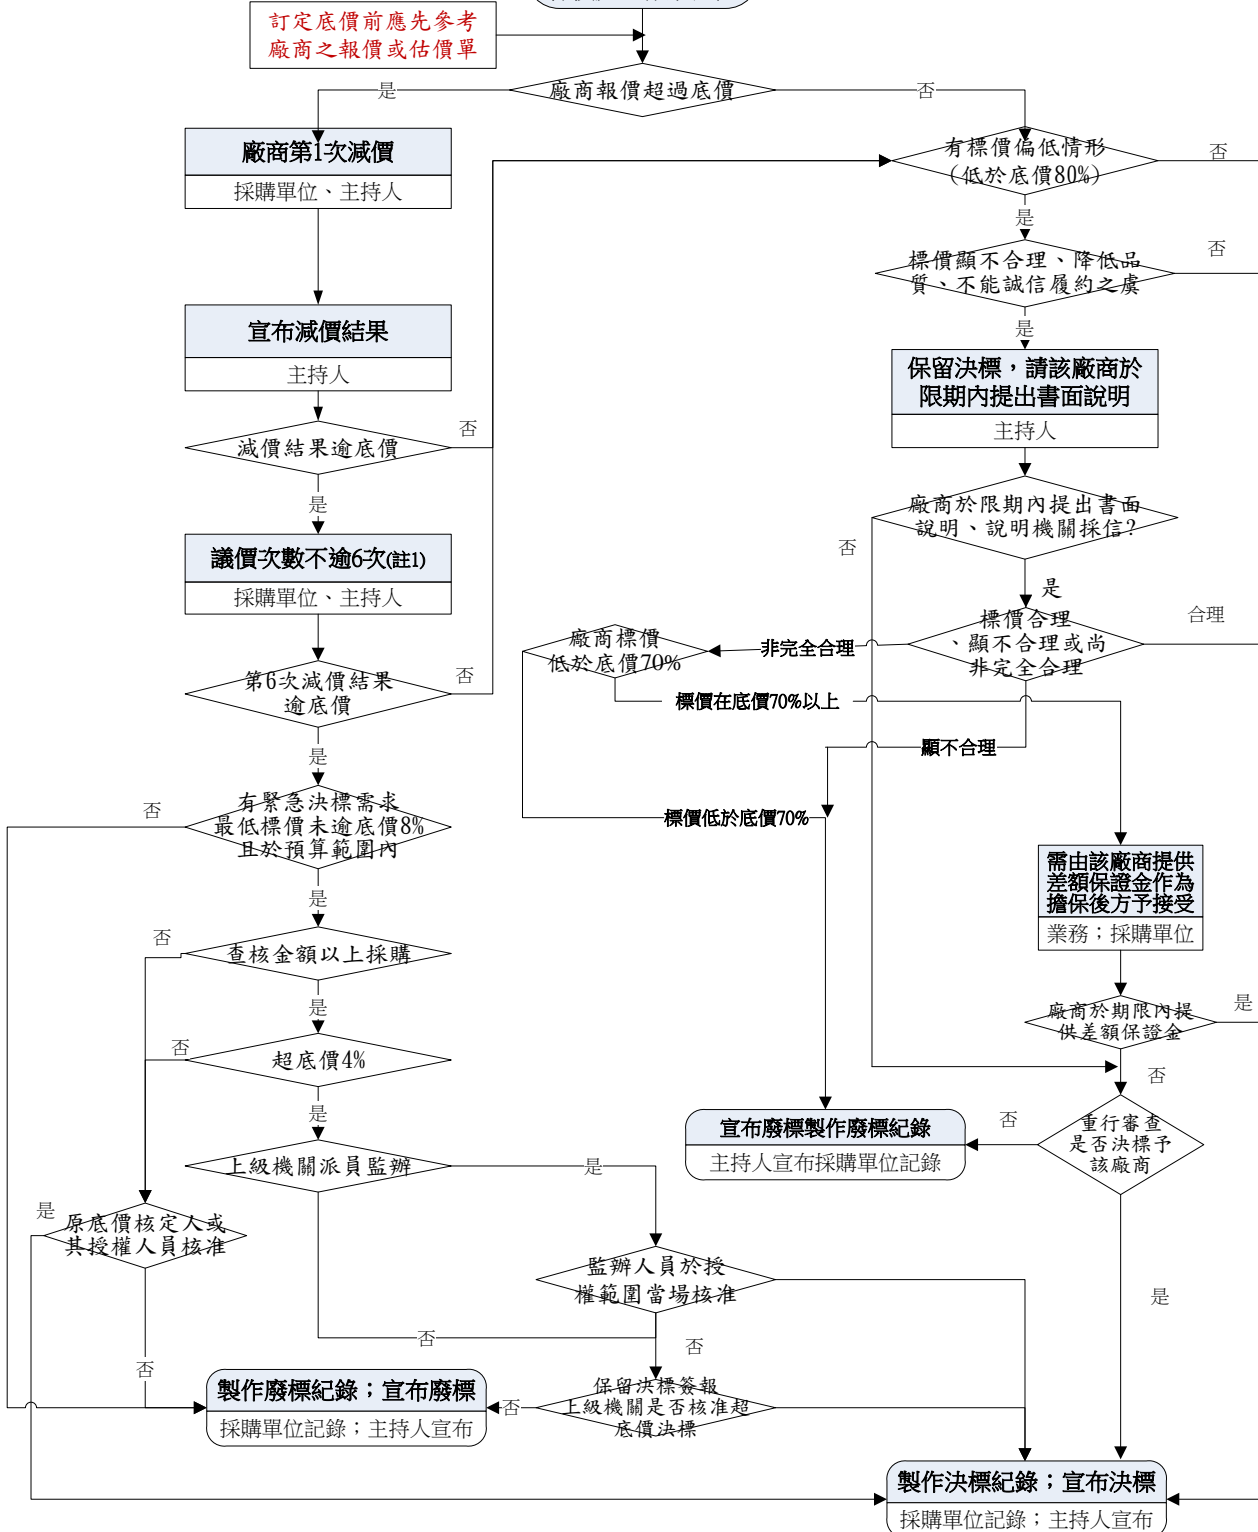 訂定底價前應先參考
廠商之報價或估價單
廠商報價超過底價
是
否
廠商第1次減價
採購單位、主持人
有標價偏低情形
(低於底價80%)
否
是
標價顯不合理、降低品
質、不能誠信履約之虞
否
是
宣布減價結果
主持人
保留決標，請該廠商於
限期內提出書面說明
主持人
減價結果逾底價
否
是
廠商於限期內提出書面
說明、說明機關採信?
否
是
議價次數不逾6次(註1)
採購單位、主持人
標價合理
、顯不合理或尚
非完全合理
合理
非完全合理
廠商標價
低於底價70%
標價在底價70%以上
顯不合理
標價低於底價70%
第6次減價結果
逾底價
否
是
有緊急決標需求
最低標價未逾底價8%
且於預算範圍內
否
是
需由該廠商提供
差額保證金作為
擔保後方予接受
業務；採購單位
查核金額以上採購
否
是
廠商於期限內提
供差額保證金
是
否
超底價4%
否
是
宣布廢標製作廢標紀錄
主持人宣布採購單位記錄
否
重行審查
是否決標予
該廠商
是
上級機關派員監辦
是
否
原底價核定人或
其授權人員核准
是
否
監辦人員於授
權範圍當場核准
否
製作廢標紀錄；宣布廢標
採購單位記錄；主持人宣布
否
保留決標簽報
上級機關是否核准超
底價決標
製作決標紀錄；宣布決標
採購單位記錄；主持人宣布